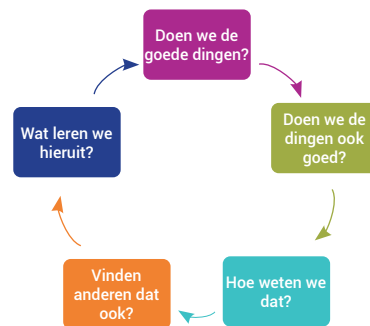 Doen we de
goede dingen?
Doen we de
dingen ook
goed?
Hoe weten we
dat?
Vinden
anderen dat
ook?
Wat leren we
hieruit?